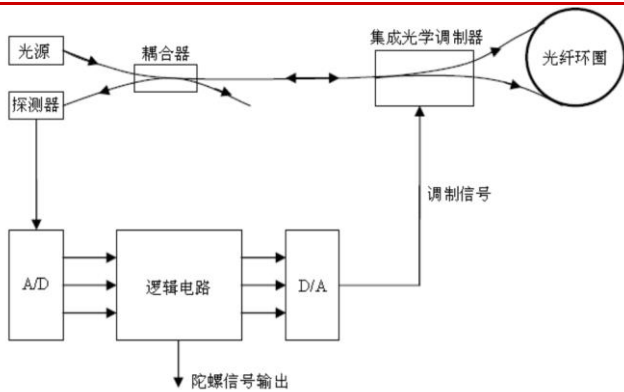 光源
耦合器
集成光学调制器
光纤环圈
探测器
调制信号
A/D
逻辑电路
D/A
陀螺信号输出